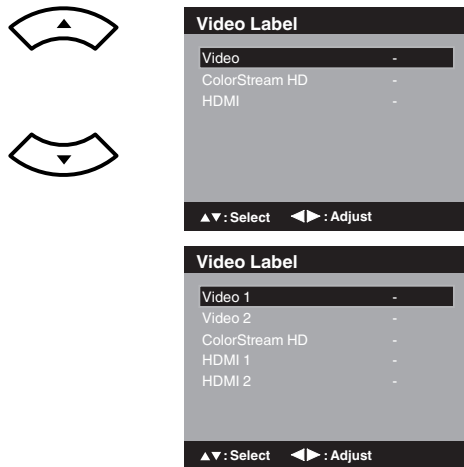 Video Label
Video -
ColorStream HD -
HDMI -
▲▼: Select ◀▶ : Adjust
Video Label
Video 1 -
Video 2 -
ColorStream HD -
HDMI 1 -
HDMI 2 -
▲▼: Select ◀▶ : Adjust